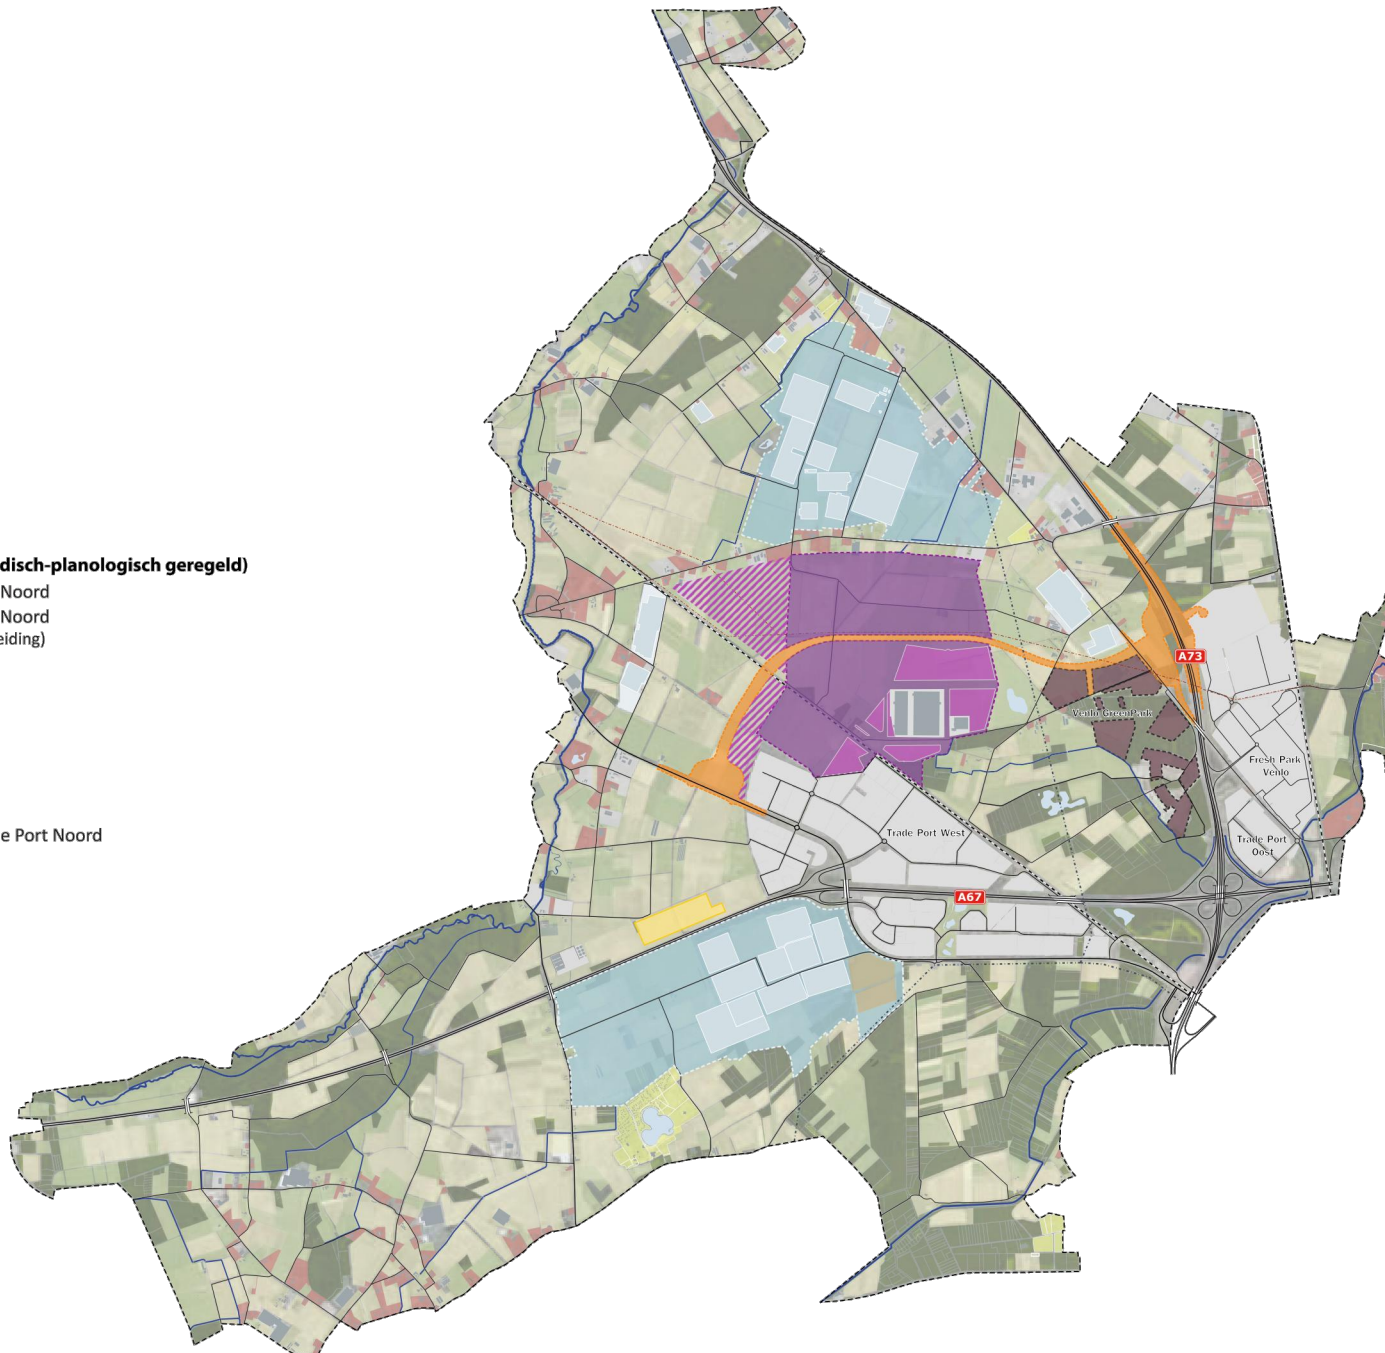 disch-planologisch geregeld)
Noord
Noord
eiding)
A73
Venlo GreenPark
Fresh Park
Venlo
e Port Noord
Trade Port West
Trade Port
Oost
A67